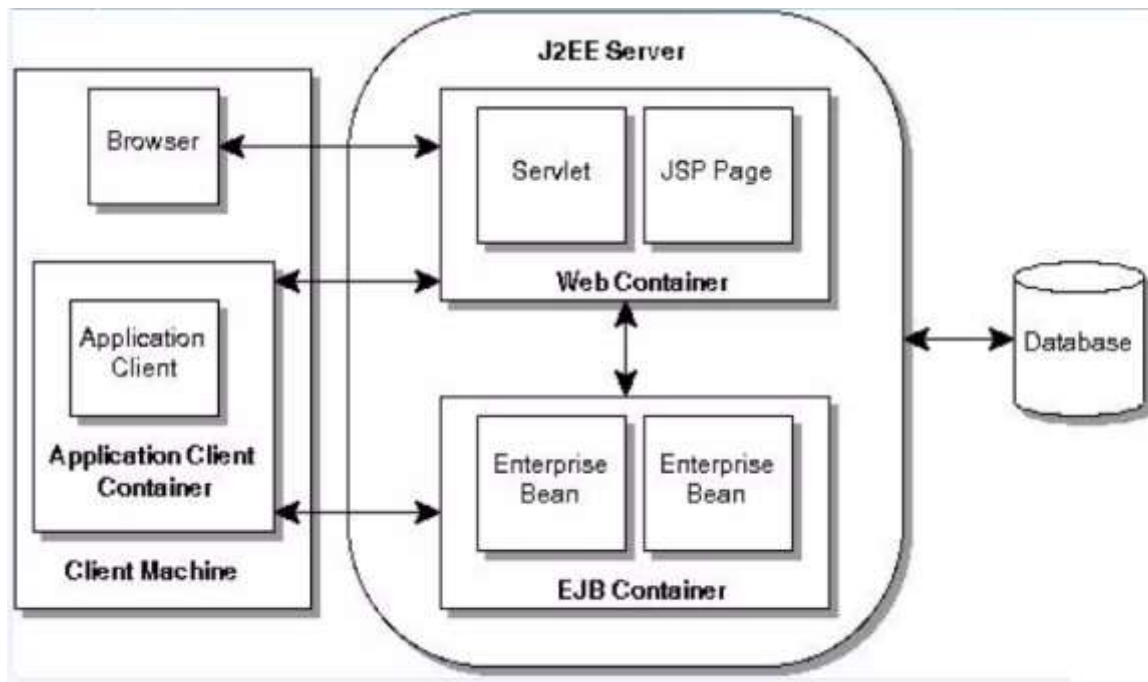 J2EE Server
Browser
Servlet
JSP Page
Web Container
Application
Client
Application Client
Container
Client Machine
Enterprise
Bean
Enterprise
Bean
EJB Container
Database